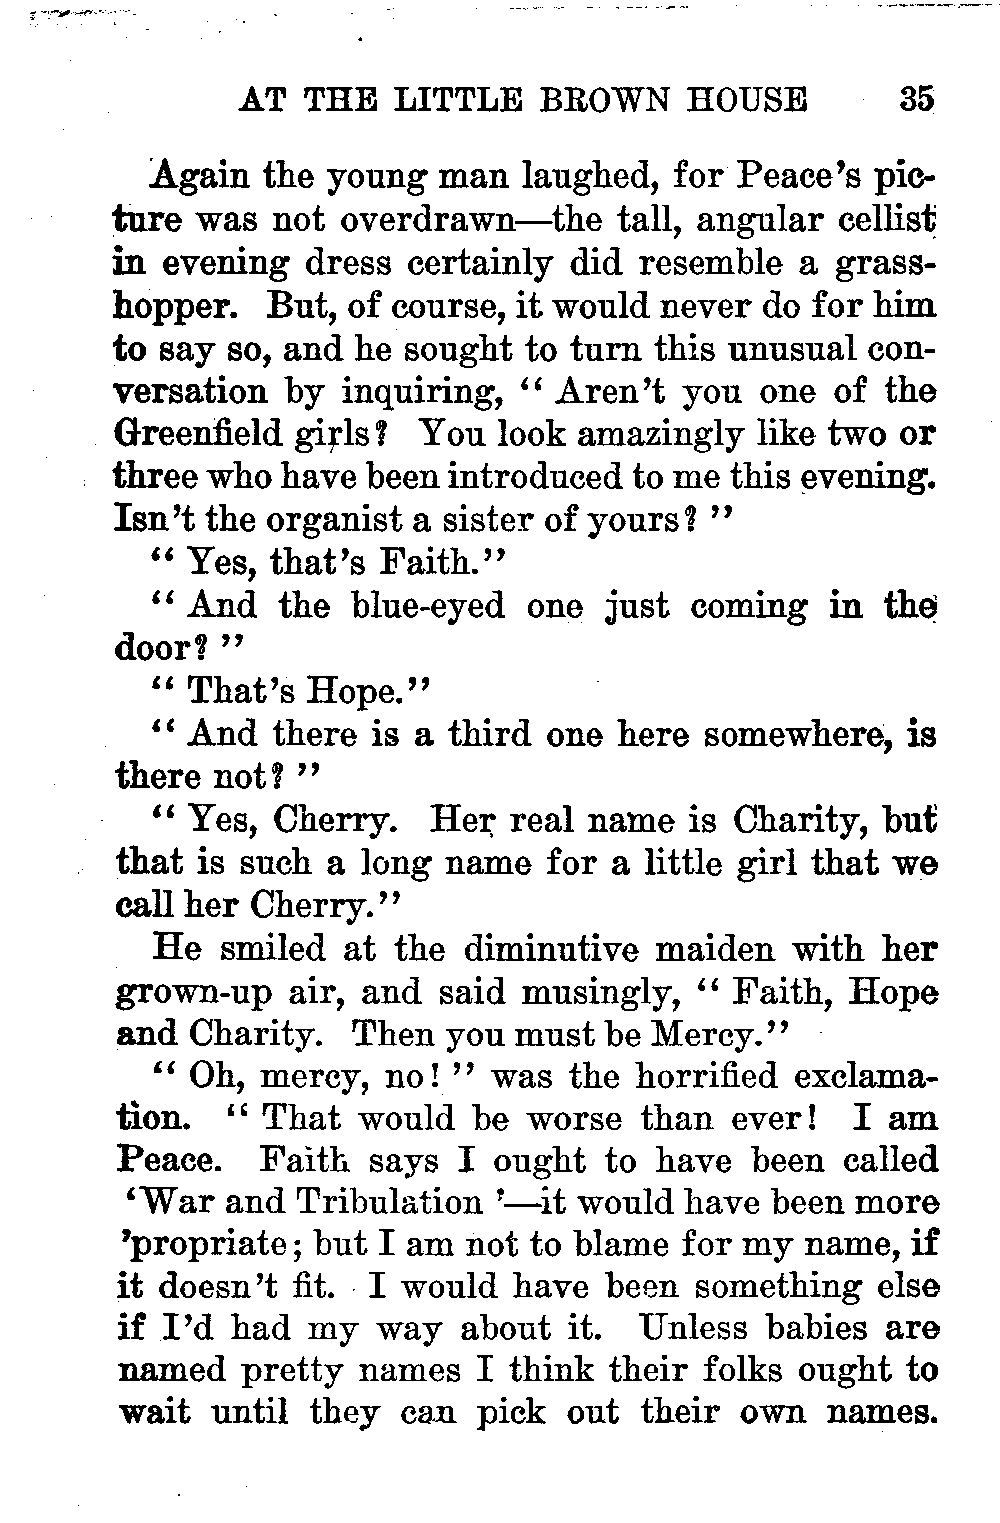 AT THE LITTLE BROWN HOUSE 35
Again the young man laughed, for Peace's pic-
ture was not overdrawn—the tall, angular cellist
in evening dress certainly did resemble a grass-
hopper. But, of course, it would never do for him
to say so, and he sought to turn this unusual con-
versation by inquiring, “ Aren't you one of the
Greenfield girls? You look amazingly like two or
three who have been introduced to me this evening.
Isn't the organist a sister of yours? ”
“ Yes, that's Faith.”
“ And the blue-eyed one just coming in the
door? ”
“ That's Hope.”
“ And there is a third one here somewhere, is
there not? ”
“ Yes, Cherry. Her real name is Charity, but
that is such a long name for a little girl that we
call her Cherry.”
He smiled at the diminutive maiden with her
grown-up air, and said musingly, “ Faith, Hope
and Charity. Then you must be Mercy.”
“ Oh, mercy, no! ” was the horrified exclama-
tion. “ That would be worse than ever! I am
Peace. Faith says I ought to have been called
‘War and Tribulation ’—it would have been more
'propriate; but I am not to blame for my name, if
it doesn't fit. I would have been something else
if I'd had my way about it. Unless babies are
named pretty names I think their folks ought to
wait until they can pick out their own names.